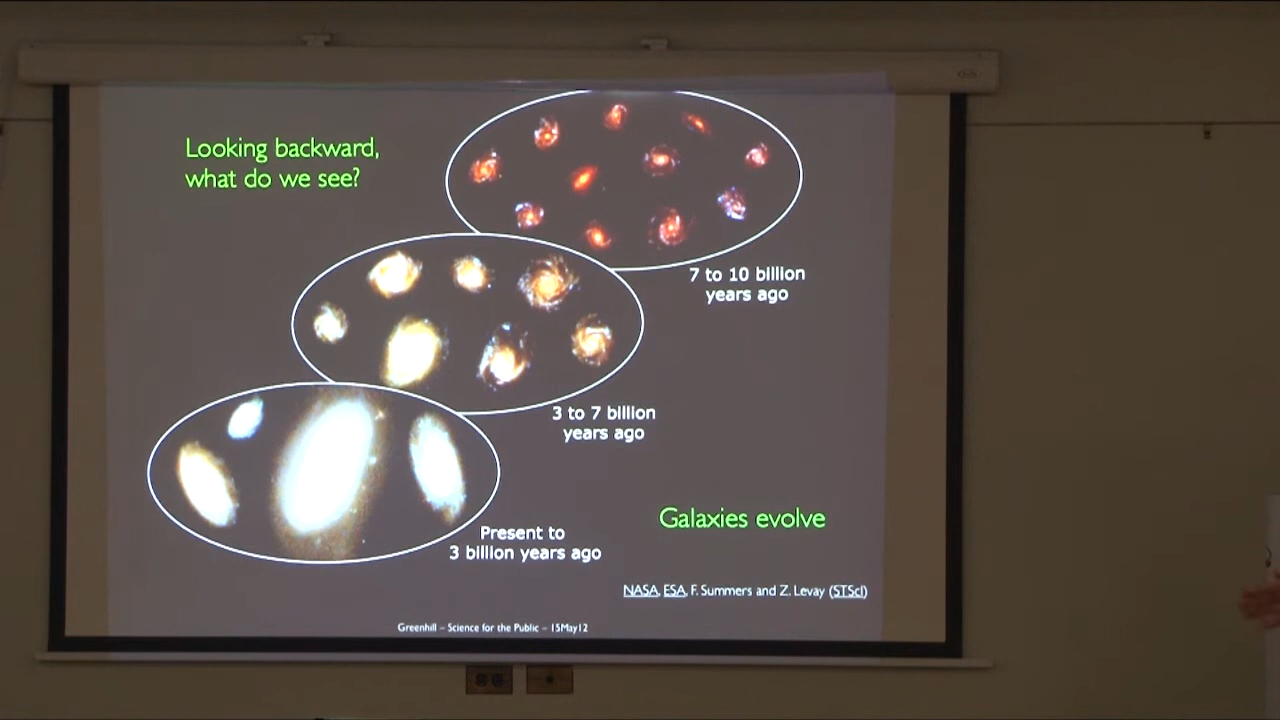 Looking backward,
what do we see?
7 to 10 billion
years ago
3 to 7 billion
years ago
Present to
3 billion years ago
Galaxies evolve
NASA, ESA, F. Summers and Z. Levay (STScI)
Greenhill – Science for the Public – 15May12